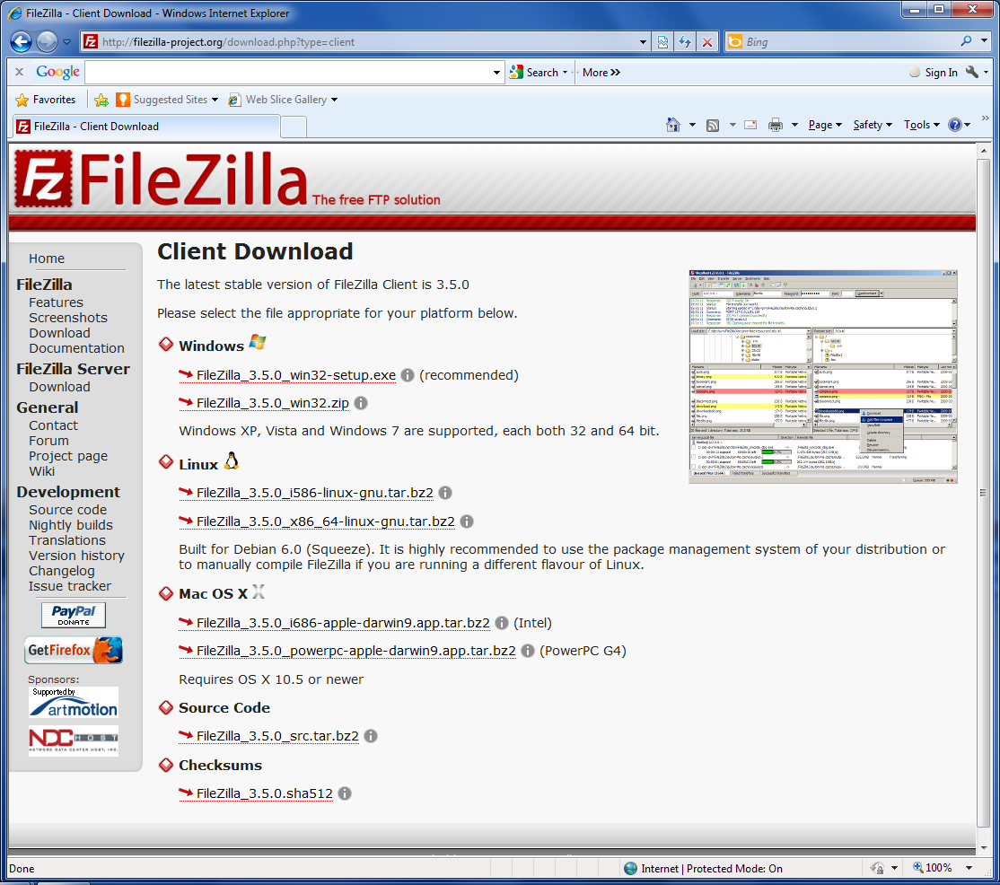 FileZilla - Client Download - Windows Internet Explorer
http://filezilla-project.org/download.php?type=client
Bing
Google
Search
More »
Sign In
Favorites
Suggested Sites
Web Slice Gallery
FileZilla - Client Download
Page
Safety
Tools
FileZilla The free FTP solution
Home
FileZilla
Features
Screenshots
Download
Documentation
FileZilla Server
Download
General
Contact
Forum
Project page
Wiki
Development
Source code
Nightly builds
Translations
Version history
Changelog
Issue tracker
PayPal
DONATE
Get Firefox
Sponsors:
Supported by
artmotion
NDC HOST
NETWORK DATA CENTER HOST, INC.
Client Download
The latest stable version of FileZilla Client is 3.5.0
Please select the file appropriate for your platform below.
Windows
FileZilla_3.5.0_win32-setup.exe (recommended)
FileZilla_3.5.0_win32.zip
Windows XP, Vista and Windows 7 are supported, each both 32 and 64 bit.
Linux
FileZilla_3.5.0_i586-linux-gnu.tar.bz2
FileZilla_3.5.0_x86_64-linux-gnu.tar.bz2
Built for Debian 6.0 (Squeeze). It is highly recommended to use the package management system of your distribution or
to manually compile FileZilla if you are running a different flavour of Linux.
Mac OS X
FileZilla_3.5.0_i686-apple-darwin9.app.tar.bz2 (Intel)
FileZilla_3.5.0_powerpc-apple-darwin9.app.tar.bz2 (PowerPC G4)
Requires OS X 10.5 or newer
Source Code
FileZilla_3.5.0_src.tar.bz2
Checksums
FileZilla_3.5.0.sha512
Done
Internet | Protected Mode: On
100%